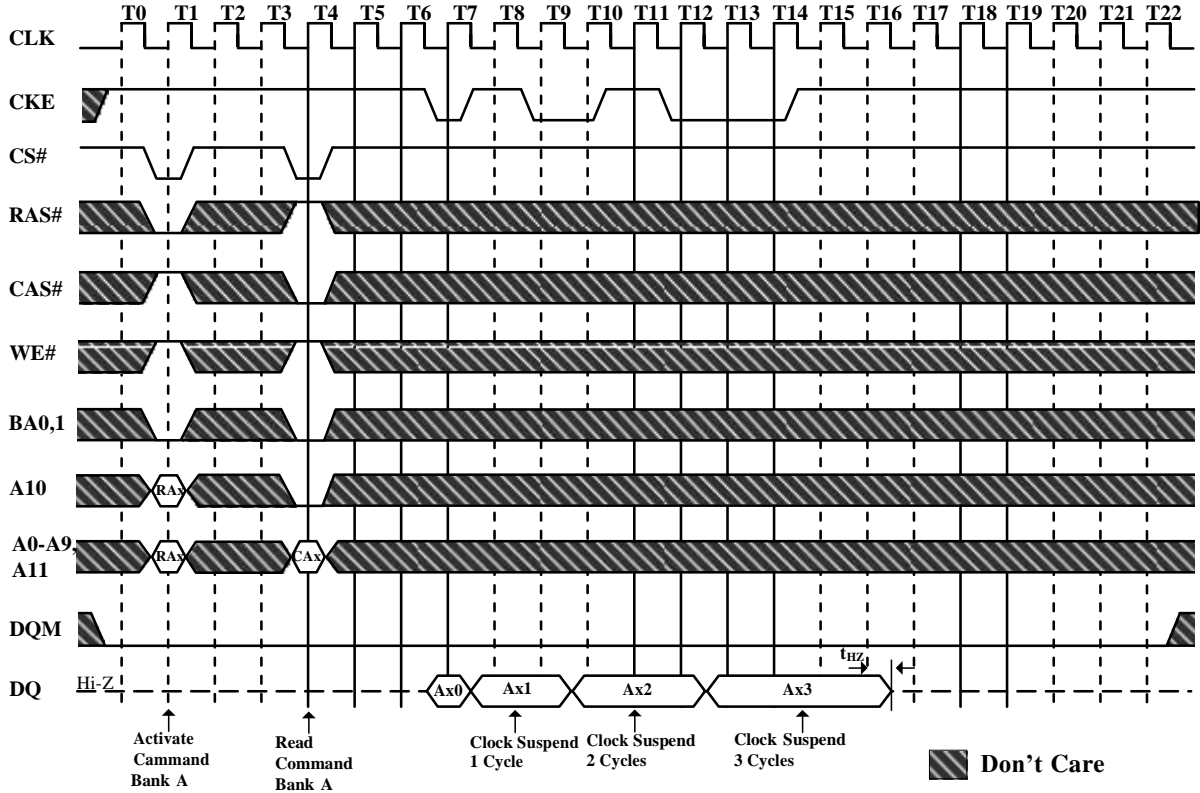 T0 T1 T2 T3 T4 T5 T6 T7 T8 T9 T10 T11 T12 T13 T14 T15 T16 T17 T18 T19 T20 T21 T22
CLK
CKE
CS#
RAS#
CAS#
WE#
BA0,1
A10
RAx
A0-A9,
A11
RAx CAx
DQM
tHZ
DQ
Hi-Z
Ax0 Ax1 Ax2 Ax3
Activate
Cammand
Bank A
Read
Command
Bank A
Clock Suspend
1 Cycle
Clock Suspend
2 Cycles
Clock Suspend
3 Cycles
Don't Care